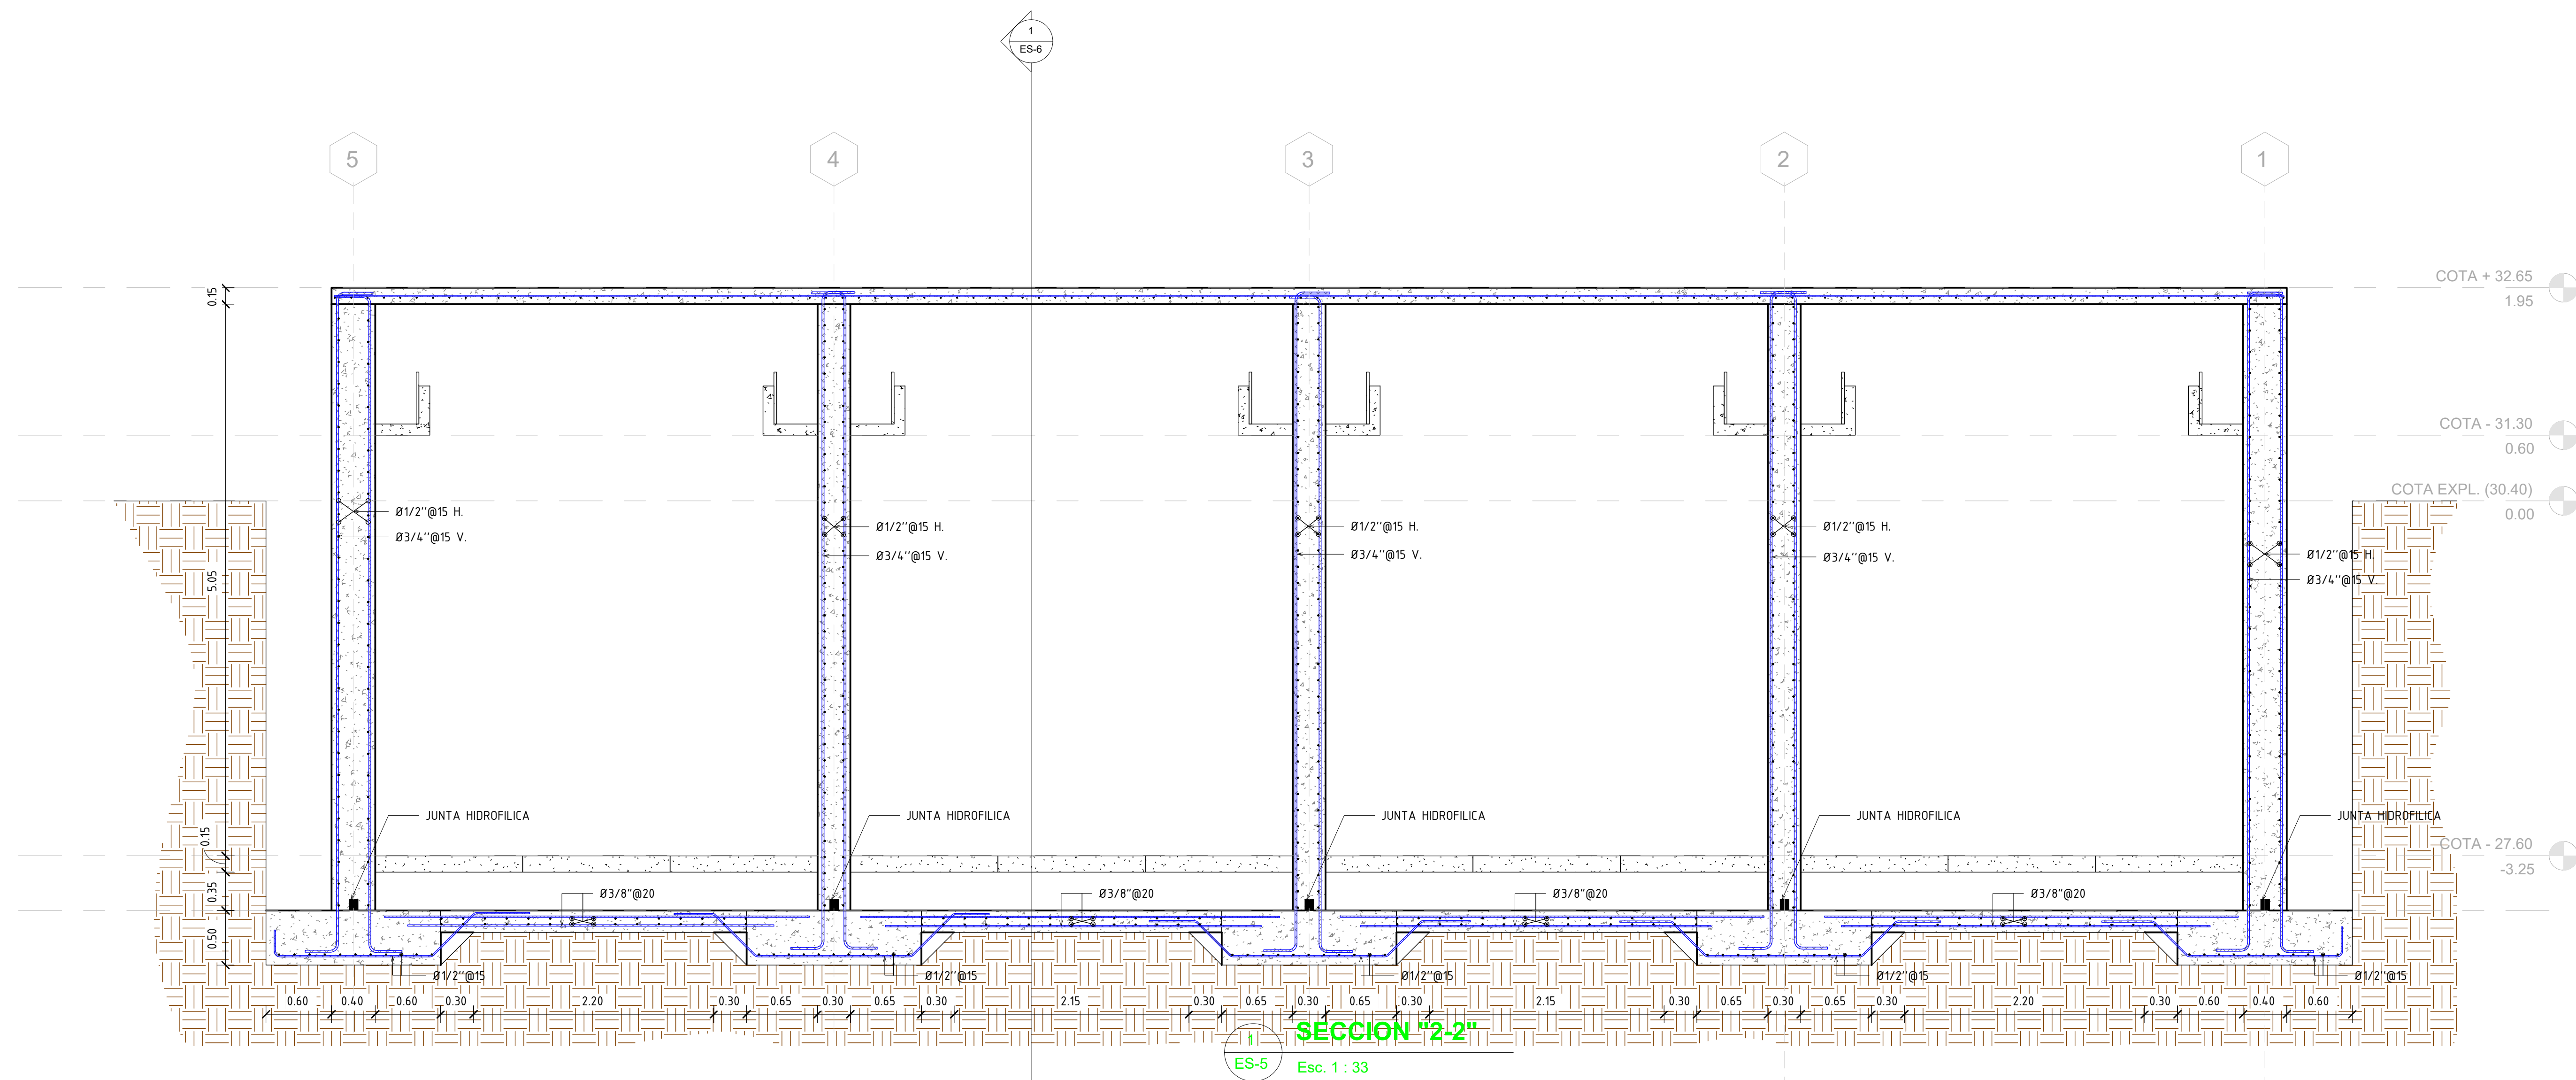 1
ES-6
5
4
3
2
1
COTA + 32.65
1.95
COTA - 31.30
0.60
COTA EXPL. (30.40)
0.00
COTA - 27.60
-3.25
0.15
5.05
0.15
0.35
0.50
Ø1/2''@15 H.
Ø3/4''@15 V.
Ø1/2''@15 H.
Ø3/4''@15 V.
Ø1/2''@15 H.
Ø3/4''@15 V.
Ø1/2''@15 H.
Ø3/4''@15 V.
Ø1/2''@15 H.
Ø3/4''@15 V.
JUNTA HIDROFILICA
JUNTA HIDROFILICA
JUNTA HIDROFILICA
JUNTA HIDROFILICA
JUNTA HIDROFILICA
Ø3/8''@20
Ø3/8''@20
Ø3/8''@20
Ø3/8''@20
Ø1/2''@15
Ø1/2''@15
Ø1/2''@15
Ø1/2''@15
Ø1/2''@15
0.60 0.40 0.60 0.30 2.20 0.30 0.65 0.30 0.65 0.30 2.15 0.30 0.65 0.30 0.65 0.30 2.15 0.30 0.65 0.30 0.65 0.30 2.20 0.30 0.60 0.40 0.60
1
ES-5
SECCION "2-2"
Esc. 1 : 33